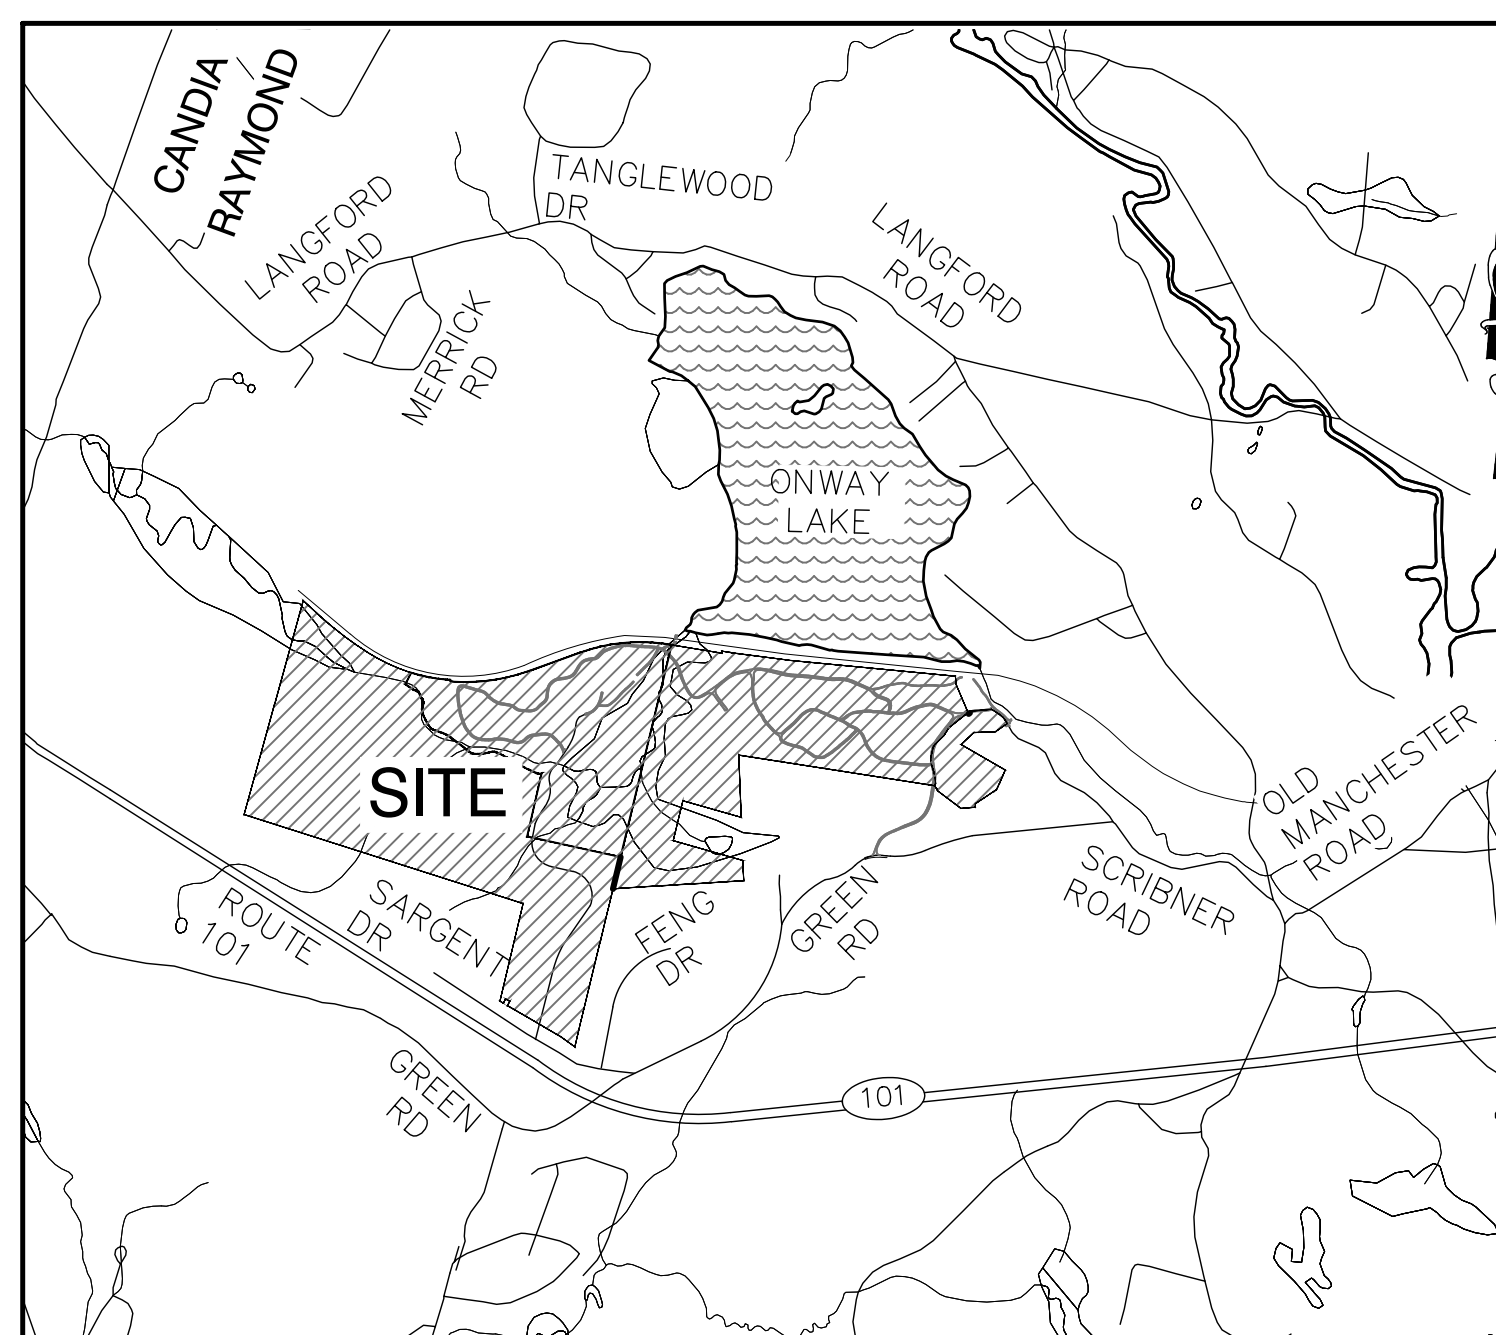 CANDIA
RAYMOND
TANGLEWOOD
DR
LANGFORD
ROAD
LANGFORD
ROAD
MERRICK
RD
ONWAY
LAKE
SITE
OLD
MANCHESTER
ROAD
SCRIBNER
ROAD
ROUTE
101
SARGENT
DR
FENG
DR
GREEN
RD
GREEN
RD
101